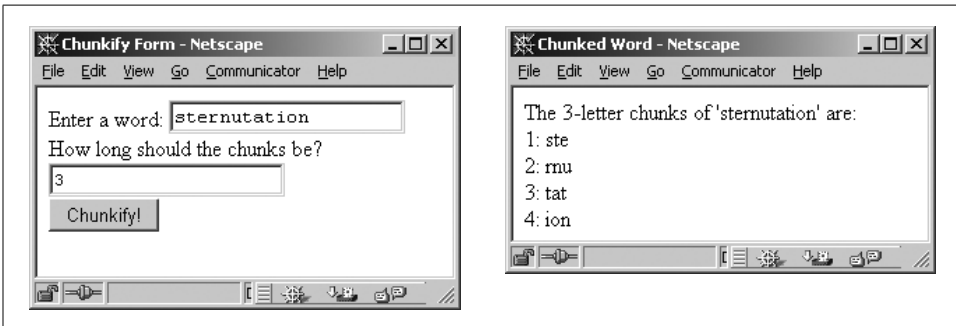 Chunkify Form - Netscape
File Edit View Go Communicator Help
Enter a word: sternutation
How long should the chunks be?
3
Chunkify!
Chunked Word - Netscape
File Edit View Go Communicator Help
The 3-letter chunks of 'sternutation' are:
1: ste
2: rnu
3: tat
4: ion